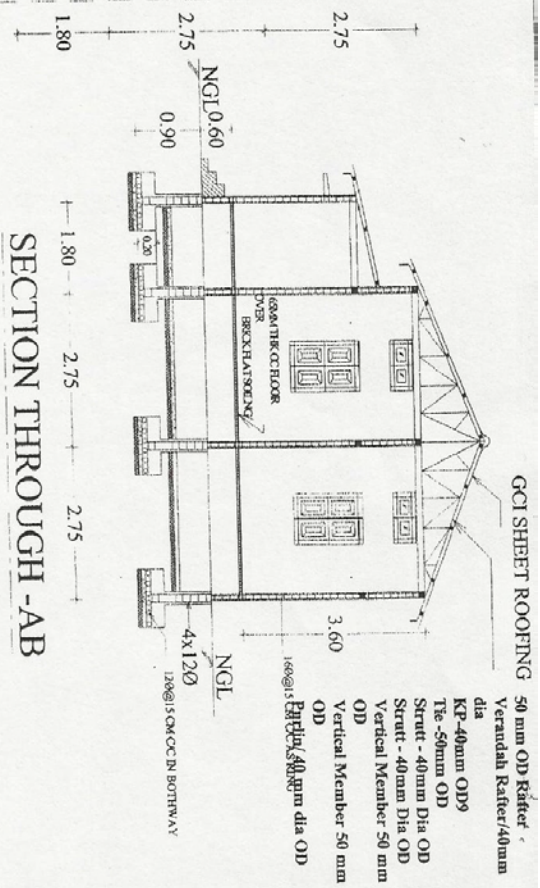 GCI SHEET ROOFING
50 mm OD Rafter
Verandah Rafter/40mm
dia
KP-40mm OD9
Tie -50mm OD
Strutt - 40mm Dia OD
Strutt - 40mm Dia OD
Vertical Member 50 mm
OD
Vertical Member 50 mm
OD
Purlin/ 40 mm dia OD
2.75
2.75
1.80
NGL
0.60
0.90
0.20
65MM THK CC FLOOR
OVER
BRICK FLAT SOLING
3.60
NGL
4x12Ø
12Ø@15 CM CC IN BOTHWAY
1.80
2.75
2.75
SECTION THROUGH -AB